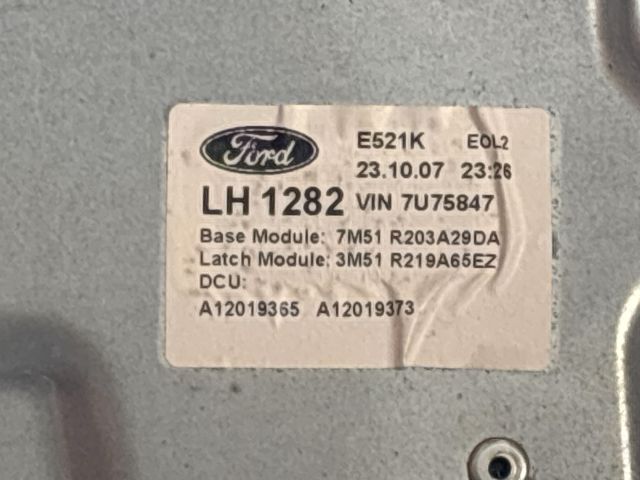 Ford E521K EOL2
23.10.07 23:26
LH 1282 VIN 7U75847
Base Module: 7M51 R203A29DA
Latch Module: 3M51 R219A65EZ
DCU:
A12019365 A12019373